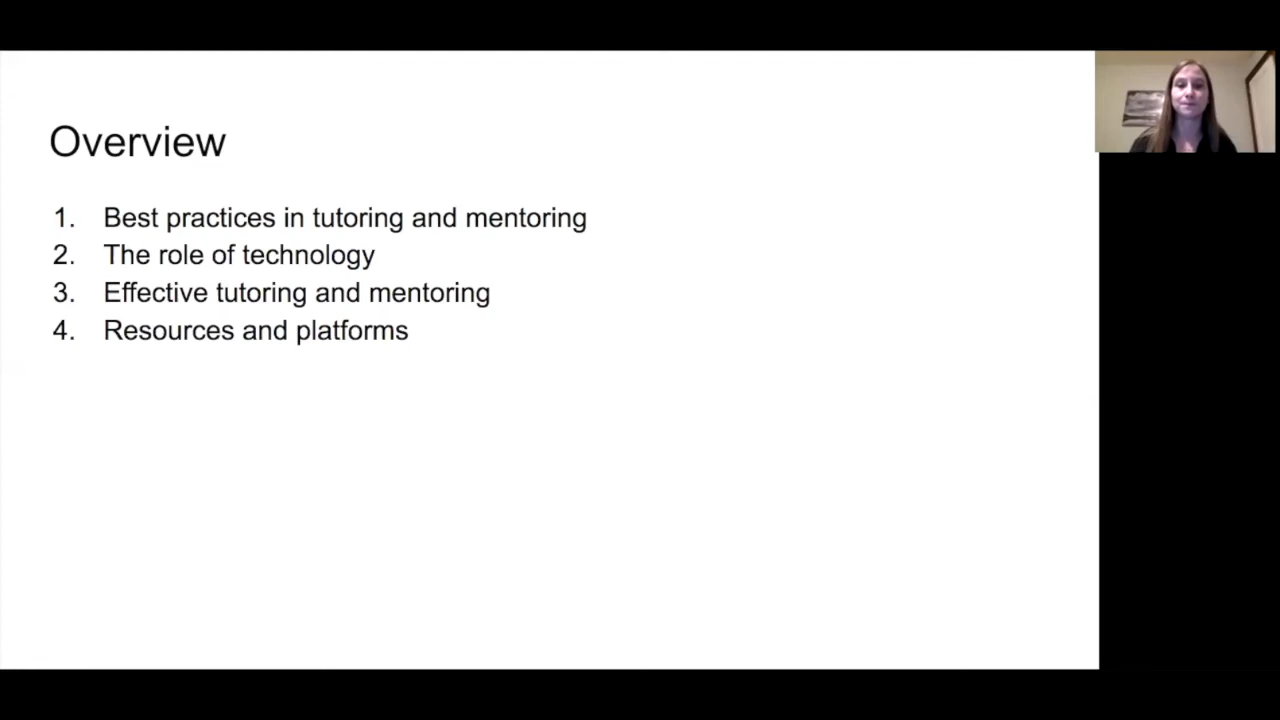 Overview
1. Best practices in tutoring and mentoring
2. The role of technology
3. Effective tutoring and mentoring
4. Resources and platforms